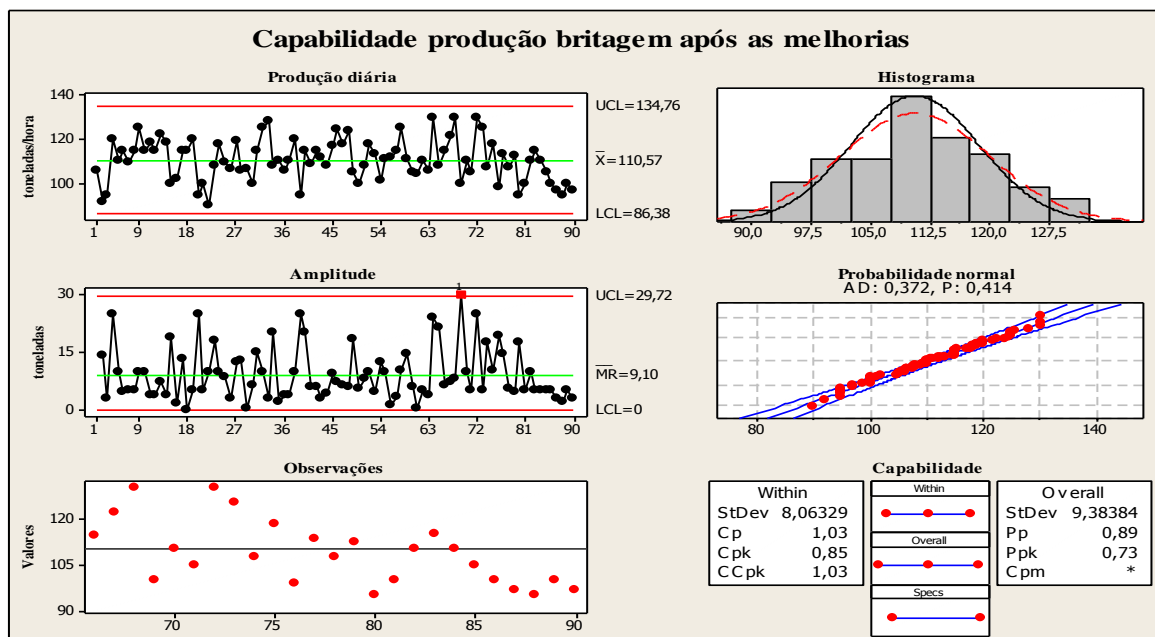 Capabilidade produção britagem após as melhorias
Produção diária
toneladas/hora
140
120
100
UCL=134,76
X=110,57
LCL=86,38
1 9 18 27 36 45 54 63 72 81 90
Histograma
90,0 97,5 105,0 112,5 120,0 127,5
Amplitude
toneladas
30
15
0
1
UCL=29,72
MR=9,10
LCL=0
1 9 18 27 36 45 54 63 72 81 90
Probabilidade normal
AD: 0,372, P: 0,414
80 100 120 140
Observações
Valores
120
105
90
70 75 80 85 90
Capabilidade
Within
StDev 8,06329
Cp 1,03
Cpk 0,85
CCpk 1,03
Within
Overall
Specs
Overall
StDev 9,38384
Pp 0,89
Ppk 0,73
Cpm *